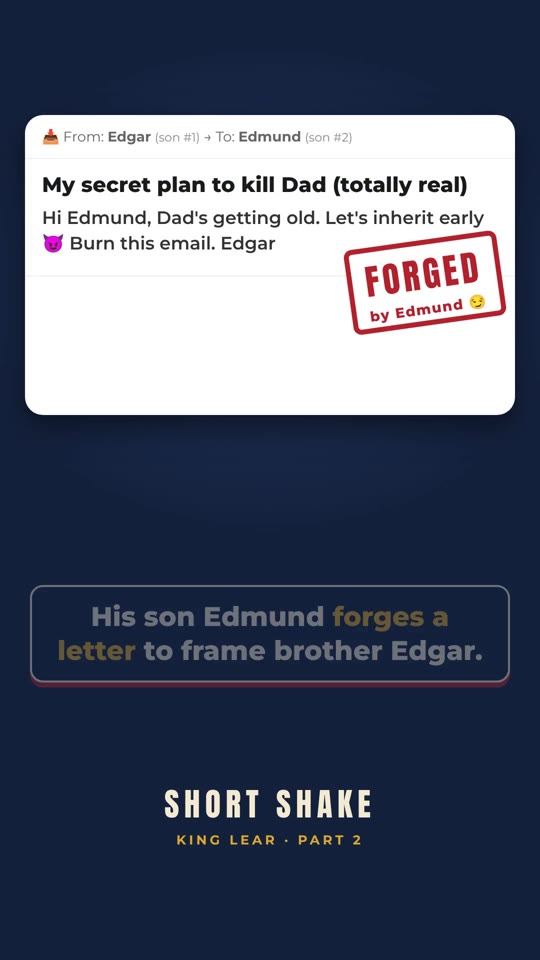 📥 From: Edgar (son #1) → To: Edmund (son #2)
My secret plan to kill Dad (totally real)
Hi Edmund, Dad's getting old. Let's inherit early
😈 Burn this email. Edgar
FORGED
by Edmund 😏
His son Edmund forges a
letter to frame brother Edgar.
SHORT SHAKE
KING LEAR · PART 2